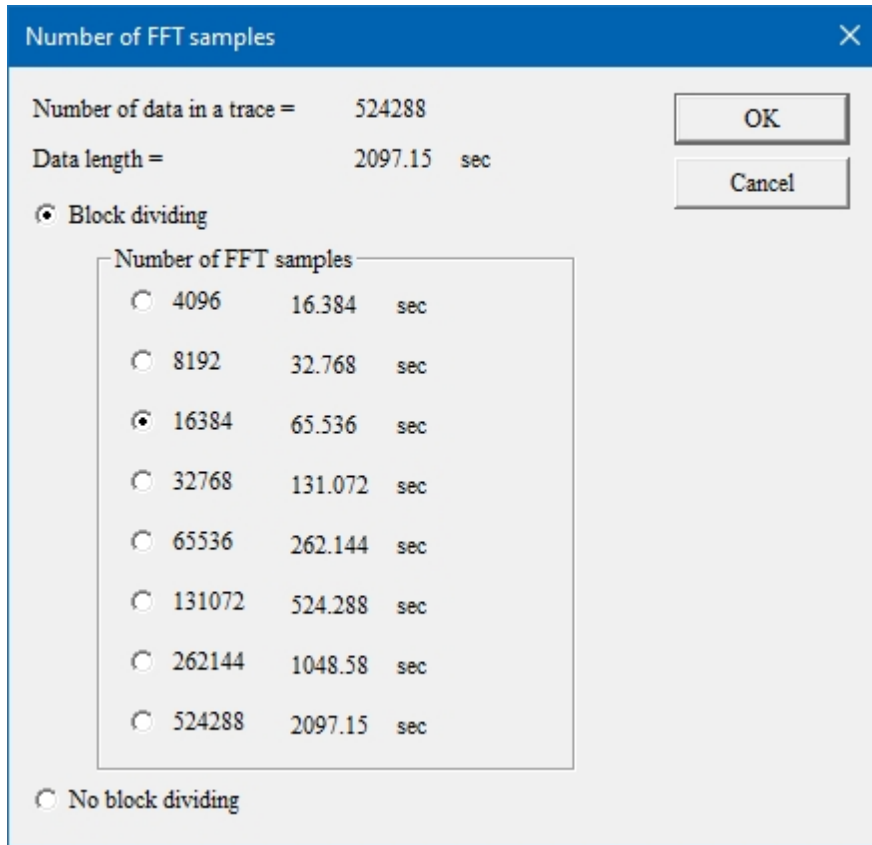 Number of FFT samples
Number of data in a trace = 524288
OK
Data length = 2097.15 sec
Cancel
Block dividing
Number of FFT samples
4096 16.384 sec
8192 32.768 sec
16384 65.536 sec
32768 131.072 sec
65536 262.144 sec
131072 524.288 sec
262144 1048.58 sec
524288 2097.15 sec
No block dividing